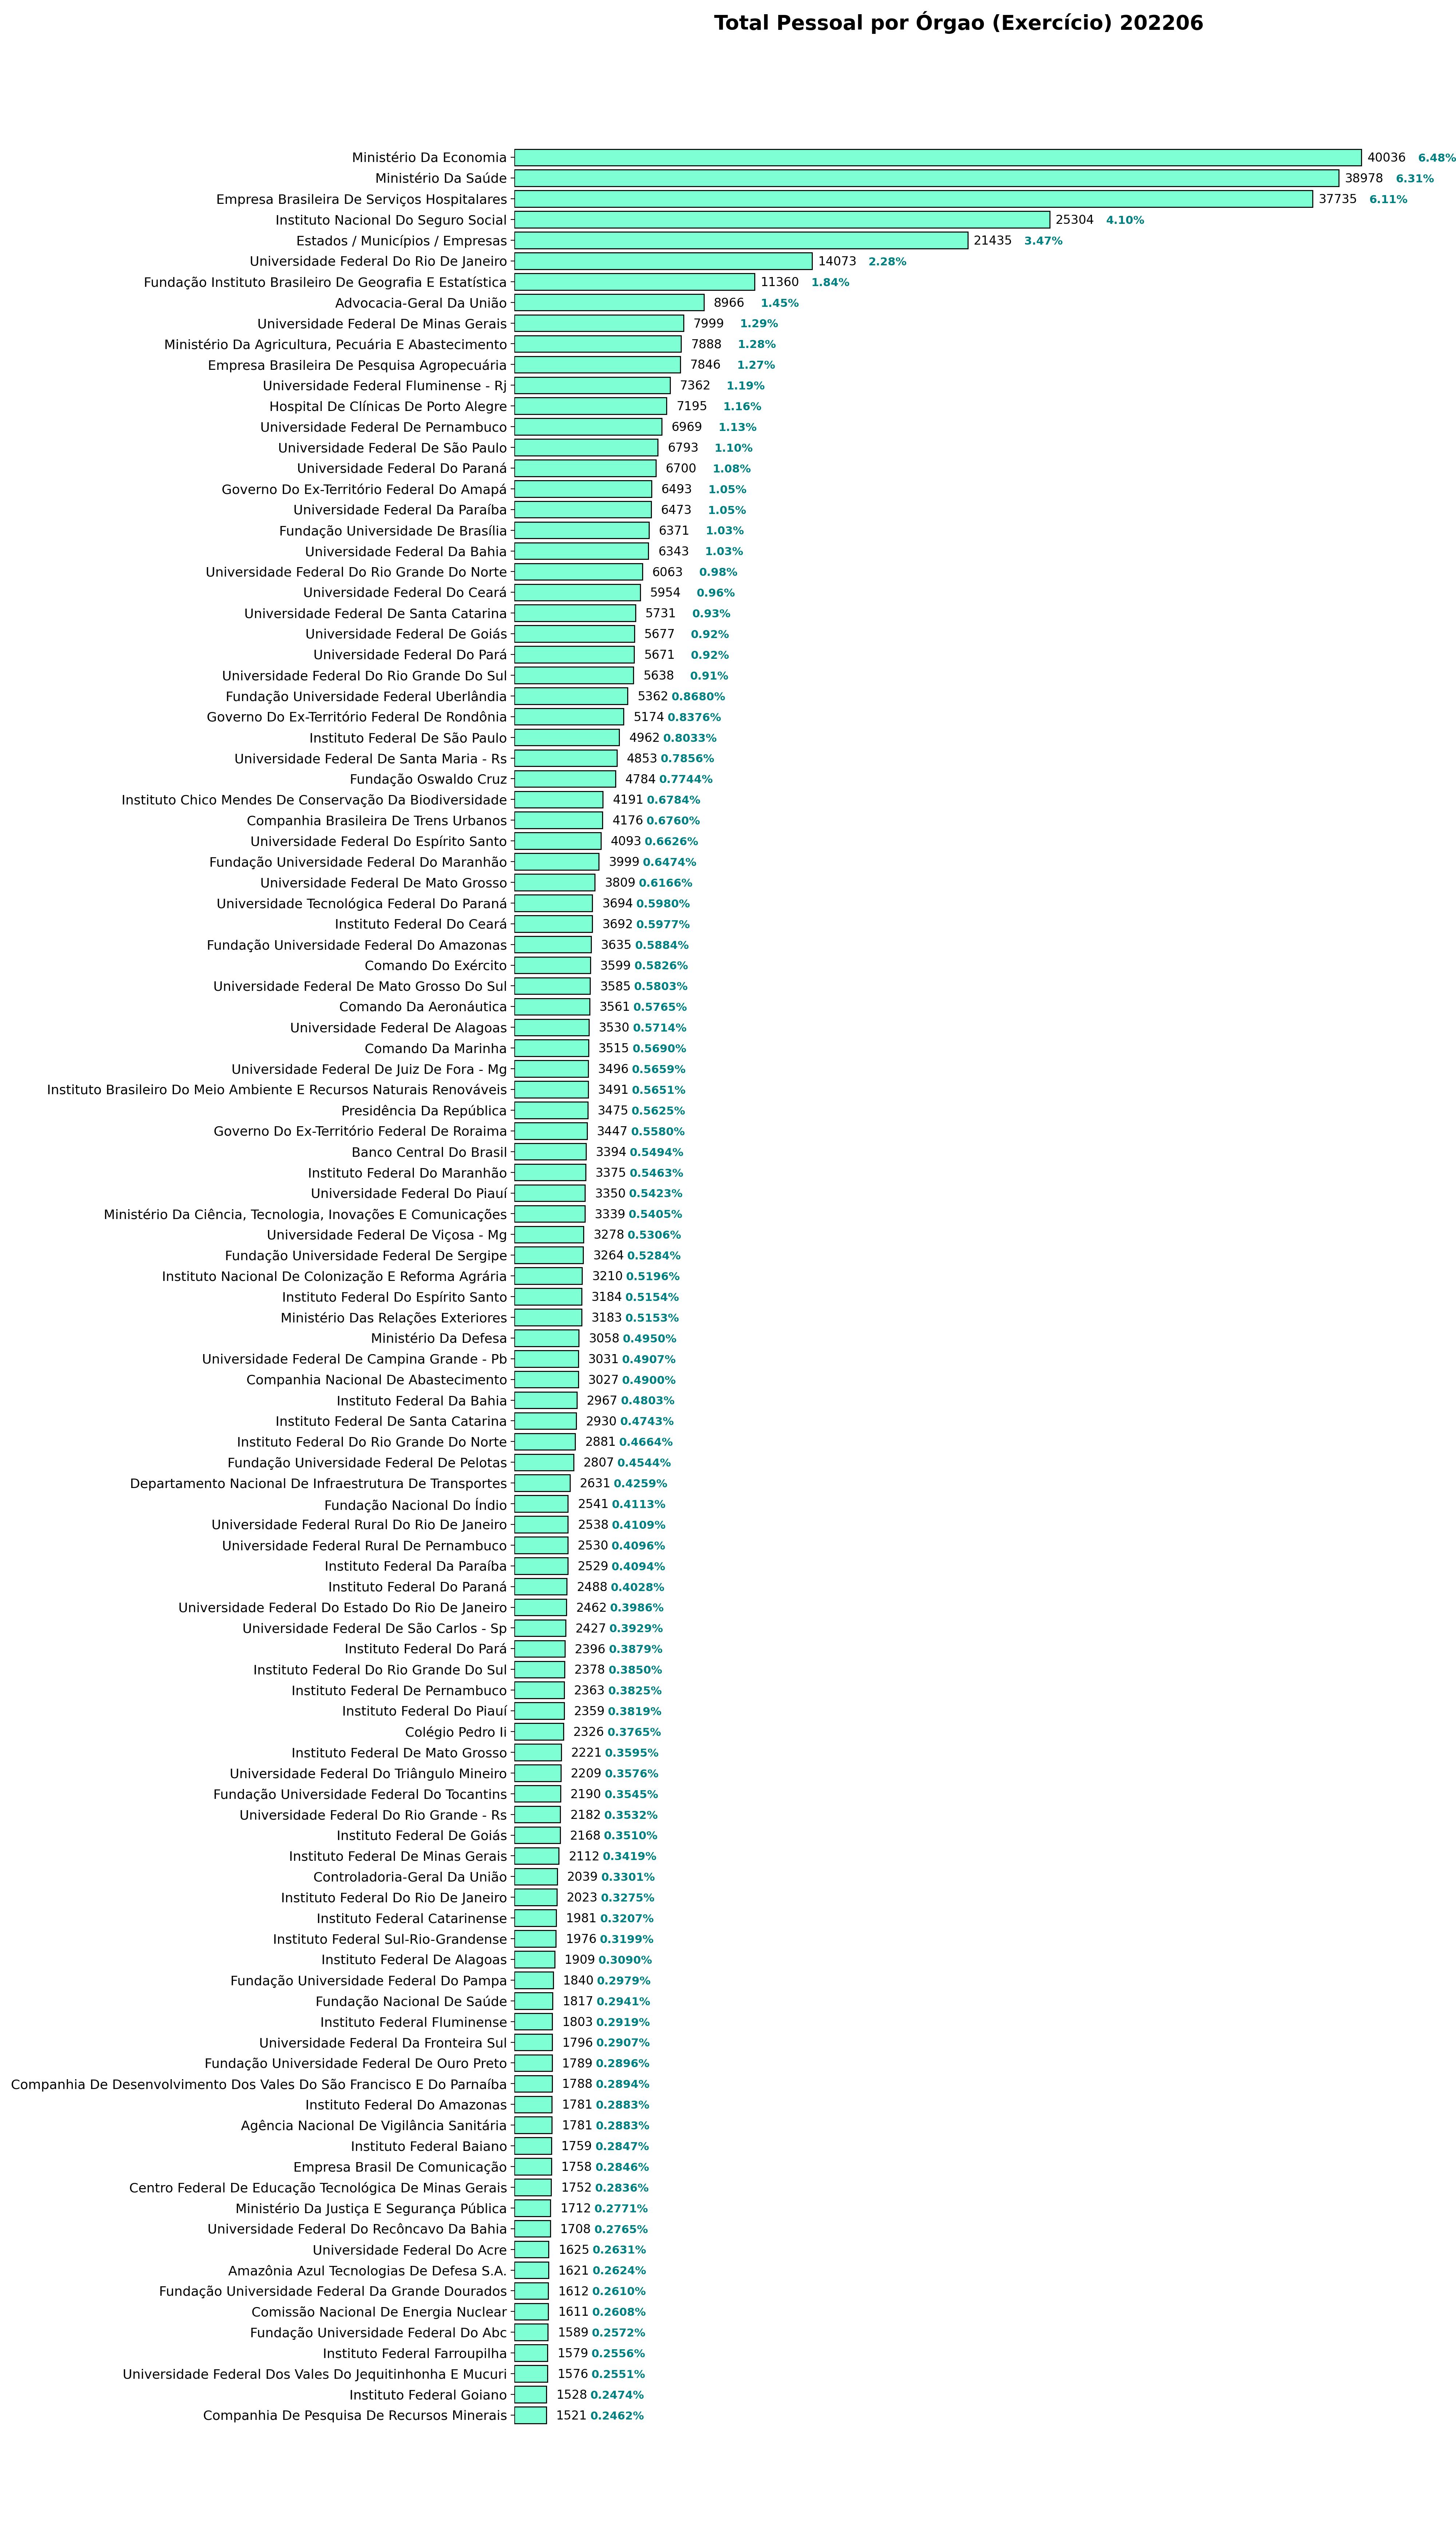 Total Pessoal por Órgao (Exercício) 202206
Ministério Da Economia 40036 6.48%
Ministério Da Saúde 38978 6.31%
Empresa Brasileira De Serviços Hospitalares 37735 6.11%
Instituto Nacional Do Seguro Social 25304 4.10%
Estados / Municípios / Empresas 21435 3.47%
Universidade Federal Do Rio De Janeiro 14073 2.28%
Fundação Instituto Brasileiro De Geografia E Estatística 11360 1.84%
Advocacia-Geral Da União 8966 1.45%
Universidade Federal De Minas Gerais 7999 1.29%
Ministério Da Agricultura, Pecuária E Abastecimento 7888 1.28%
Empresa Brasileira De Pesquisa Agropecuária 7846 1.27%
Universidade Federal Fluminense - Rj 7362 1.19%
Hospital De Clínicas De Porto Alegre 7195 1.16%
Universidade Federal De Pernambuco 6969 1.13%
Universidade Federal De São Paulo 6793 1.10%
Universidade Federal Do Paraná 6700 1.08%
Governo Do Ex-Território Federal Do Amapá 6493 1.05%
Universidade Federal Da Paraíba 6473 1.05%
Fundação Universidade De Brasília 6371 1.03%
Universidade Federal Da Bahia 6343 1.03%
Universidade Federal Do Rio Grande Do Norte 6063 0.98%
Universidade Federal Do Ceará 5954 0.96%
Universidade Federal De Santa Catarina 5731 0.93%
Universidade Federal De Goiás 5677 0.92%
Universidade Federal Do Pará 5671 0.92%
Universidade Federal Do Rio Grande Do Sul 5638 0.91%
Fundação Universidade Federal Uberlândia 5362 0.8680%
Governo Do Ex-Território Federal De Rondônia 5174 0.8376%
Instituto Federal De São Paulo 4962 0.8033%
Universidade Federal De Santa Maria - Rs 4853 0.7856%
Fundação Oswaldo Cruz 4784 0.7744%
Instituto Chico Mendes De Conservação Da Biodiversidade 4191 0.6784%
Companhia Brasileira De Trens Urbanos 4176 0.6760%
Universidade Federal Do Espírito Santo 4093 0.6626%
Fundação Universidade Federal Do Maranhão 3999 0.6474%
Universidade Federal De Mato Grosso 3809 0.6166%
Universidade Tecnológica Federal Do Paraná 3694 0.5980%
Instituto Federal Do Ceará 3692 0.5977%
Fundação Universidade Federal Do Amazonas 3635 0.5884%
Comando Do Exército 3599 0.5826%
Universidade Federal De Mato Grosso Do Sul 3585 0.5803%
Comando Da Aeronáutica 3561 0.5765%
Universidade Federal De Alagoas 3530 0.5714%
Comando Da Marinha 3515 0.5690%
Universidade Federal De Juiz De Fora - Mg 3496 0.5659%
Instituto Brasileiro Do Meio Ambiente E Recursos Naturais Renováveis 3491 0.5651%
Presidência Da República 3475 0.5625%
Governo Do Ex-Território Federal De Roraima 3447 0.5580%
Banco Central Do Brasil 3394 0.5494%
Instituto Federal Do Maranhão 3375 0.5463%
Universidade Federal Do Piauí 3350 0.5423%
Ministério Da Ciência, Tecnologia, Inovações E Comunicações 3339 0.5405%
Universidade Federal De Viçosa - Mg 3278 0.5306%
Fundação Universidade Federal De Sergipe 3264 0.5284%
Instituto Nacional De Colonização E Reforma Agrária 3210 0.5196%
Instituto Federal Do Espírito Santo 3184 0.5154%
Ministério Das Relações Exteriores 3183 0.5153%
Ministério Da Defesa 3058 0.4950%
Universidade Federal De Campina Grande - Pb 3031 0.4907%
Companhia Nacional De Abastecimento 3027 0.4900%
Instituto Federal Da Bahia 2967 0.4803%
Instituto Federal De Santa Catarina 2930 0.4743%
Instituto Federal Do Rio Grande Do Norte 2881 0.4664%
Fundação Universidade Federal De Pelotas 2807 0.4544%
Departamento Nacional De Infraestrutura De Transportes 2631 0.4259%
Fundação Nacional Do Índio 2541 0.4113%
Universidade Federal Rural Do Rio De Janeiro 2538 0.4109%
Universidade Federal Rural De Pernambuco 2530 0.4096%
Instituto Federal Da Paraíba 2529 0.4094%
Instituto Federal Do Paraná 2488 0.4028%
Universidade Federal Do Estado Do Rio De Janeiro 2462 0.3986%
Universidade Federal De São Carlos - Sp 2427 0.3929%
Instituto Federal Do Pará 2396 0.3879%
Instituto Federal Do Rio Grande Do Sul 2378 0.3850%
Instituto Federal De Pernambuco 2363 0.3825%
Instituto Federal Do Piauí 2359 0.3819%
Colégio Pedro Ii 2326 0.3765%
Instituto Federal De Mato Grosso 2221 0.3595%
Universidade Federal Do Triângulo Mineiro 2209 0.3576%
Fundação Universidade Federal Do Tocantins 2190 0.3545%
Universidade Federal Do Rio Grande - Rs 2182 0.3532%
Instituto Federal De Goiás 2168 0.3510%
Instituto Federal De Minas Gerais 2112 0.3419%
Controladoria-Geral Da União 2039 0.3301%
Instituto Federal Do Rio De Janeiro 2023 0.3275%
Instituto Federal Catarinense 1981 0.3207%
Instituto Federal Sul-Rio-Grandense 1976 0.3199%
Instituto Federal De Alagoas 1909 0.3090%
Fundação Universidade Federal Do Pampa 1840 0.2979%
Fundação Nacional De Saúde 1817 0.2941%
Instituto Federal Fluminense 1803 0.2919%
Universidade Federal Da Fronteira Sul 1796 0.2907%
Fundação Universidade Federal De Ouro Preto 1789 0.2896%
Companhia De Desenvolvimento Dos Vales Do São Francisco E Do Parnaíba 1788 0.2894%
Instituto Federal Do Amazonas 1781 0.2883%
Agência Nacional De Vigilância Sanitária 1781 0.2883%
Instituto Federal Baiano 1759 0.2847%
Empresa Brasil De Comunicação 1758 0.2846%
Centro Federal De Educação Tecnológica De Minas Gerais 1752 0.2836%
Ministério Da Justiça E Segurança Pública 1712 0.2771%
Universidade Federal Do Recôncavo Da Bahia 1708 0.2765%
Universidade Federal Do Acre 1625 0.2631%
Amazônia Azul Tecnologias De Defesa S.A. 1621 0.2624%
Fundação Universidade Federal Da Grande Dourados 1612 0.2610%
Comissão Nacional De Energia Nuclear 1611 0.2608%
Fundação Universidade Federal Do Abc 1589 0.2572%
Instituto Federal Farroupilha 1579 0.2556%
Universidade Federal Dos Vales Do Jequitinhonha E Mucuri 1576 0.2551%
Instituto Federal Goiano 1528 0.2474%
Companhia De Pesquisa De Recursos Minerais 1521 0.2462%